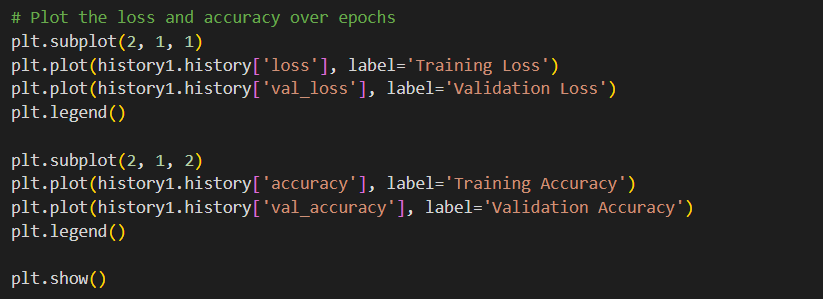 # Plot the loss and accuracy over epochs
plt.subplot(2, 1, 1)
plt.plot(history1.history['loss'], label='Training Loss')
plt.plot(history1.history['val_loss'], label='Validation Loss')
plt.legend()

plt.subplot(2, 1, 2)
plt.plot(history1.history['accuracy'], label='Training Accuracy')
plt.plot(history1.history['val_accuracy'], label='Validation Accuracy')
plt.legend()

plt.show()